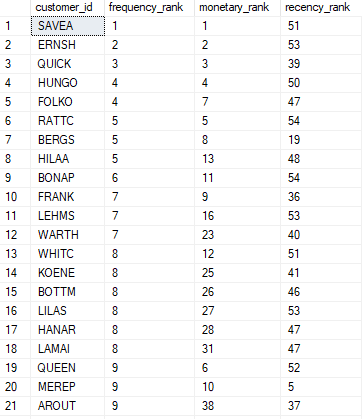 customer_id frequency_rank monetary_rank recency_rank
1 SAVEA 1 1 51
2 ERNSH 2 2 53
3 QUICK 3 3 39
4 HUNGO 4 4 50
5 FOLKO 4 7 47
6 RATTC 5 5 54
7 BERGS 5 8 19
8 HILAA 5 13 48
9 BONAP 6 11 54
10 FRANK 7 9 36
11 LEHMS 7 16 53
12 WARTH 7 23 40
13 WHITC 8 12 51
14 KOENE 8 25 41
15 BOTTM 8 26 46
16 LILAS 8 27 53
17 HANAR 8 28 47
18 LAMAI 8 31 47
19 QUEEN 9 6 52
20 MEREP 9 10 5
21 AROUT 9 38 37